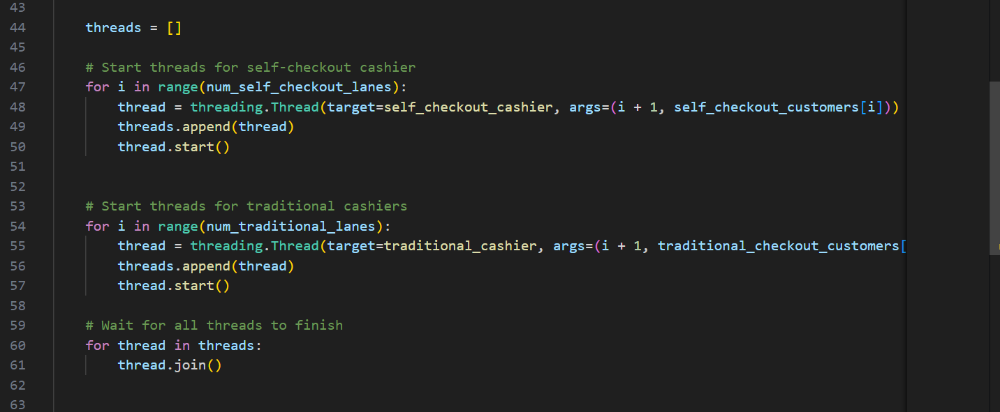 43
44 threads = []
45
46 # Start threads for self-checkout cashier
47 for i in range(num_self_checkout_lanes):
48 thread = threading.Thread(target=self_checkout_cashier, args=(i + 1, self_checkout_customers[i]))
49 threads.append(thread)
50 thread.start()
51
52
53 # Start threads for traditional cashiers
54 for i in range(num_traditional_lanes):
55 thread = threading.Thread(target=traditional_cashier, args=(i + 1, traditional_checkout_customers[
56 threads.append(thread)
57 thread.start()
58
59 # Wait for all threads to finish
60 for thread in threads:
61 thread.join()
62
63